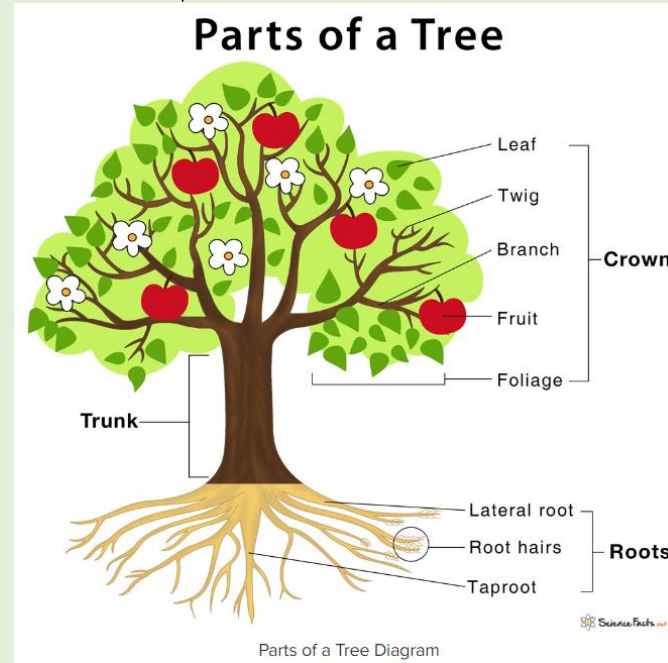 Parts of a Tree
Leaf
Twig
Branch
Crown
Fruit
Foliage
Trunk
Lateral root
Root hairs
Roots
Taproot
ScienceFacts.net
Parts of a Tree Diagram